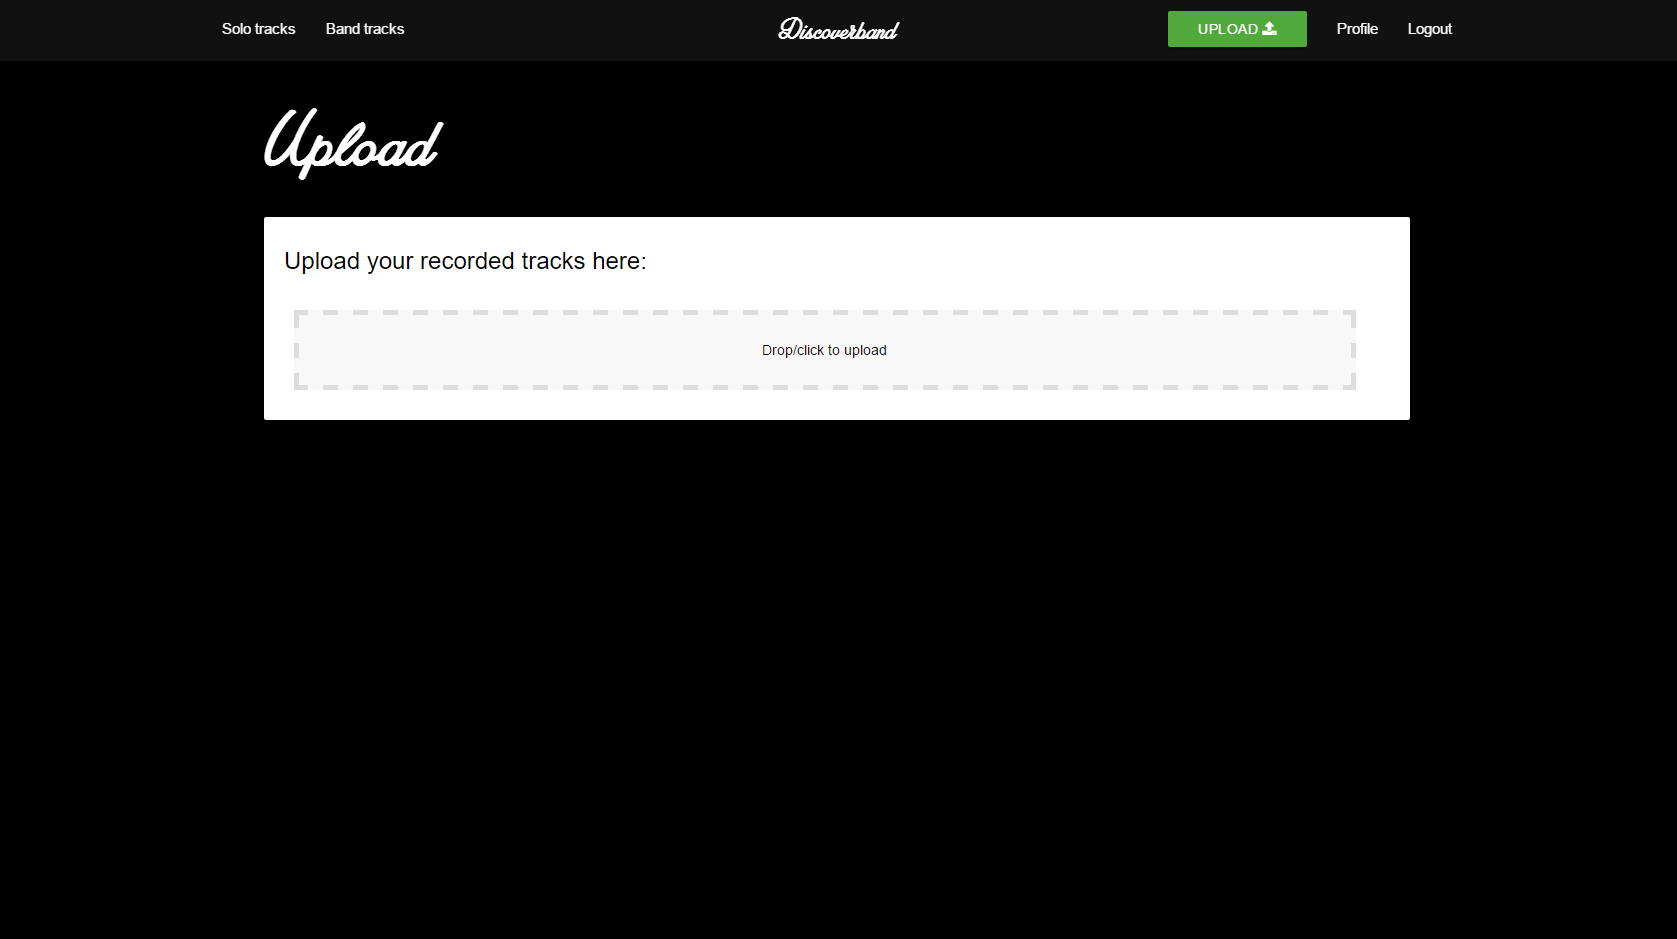 Solo tracks Band tracks Discoverband UPLOAD Profile Logout
Upload
Upload your recorded tracks here:
Drop/click to upload